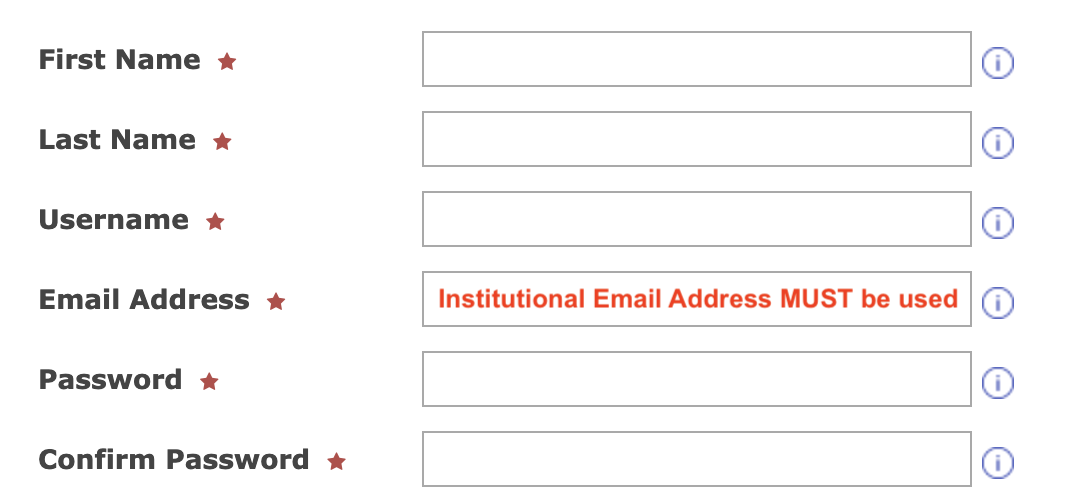 First Name
Last Name
Username
Email Address Institutional Email Address MUST be used
Password
Confirm Password